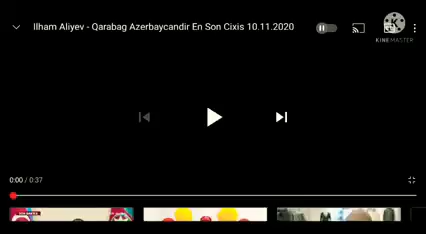 Ilham Aliyev - Qarabag Azerbaycandir En Son Cixis 10.11.2020
KINEMASTER
0:00 / 0:37